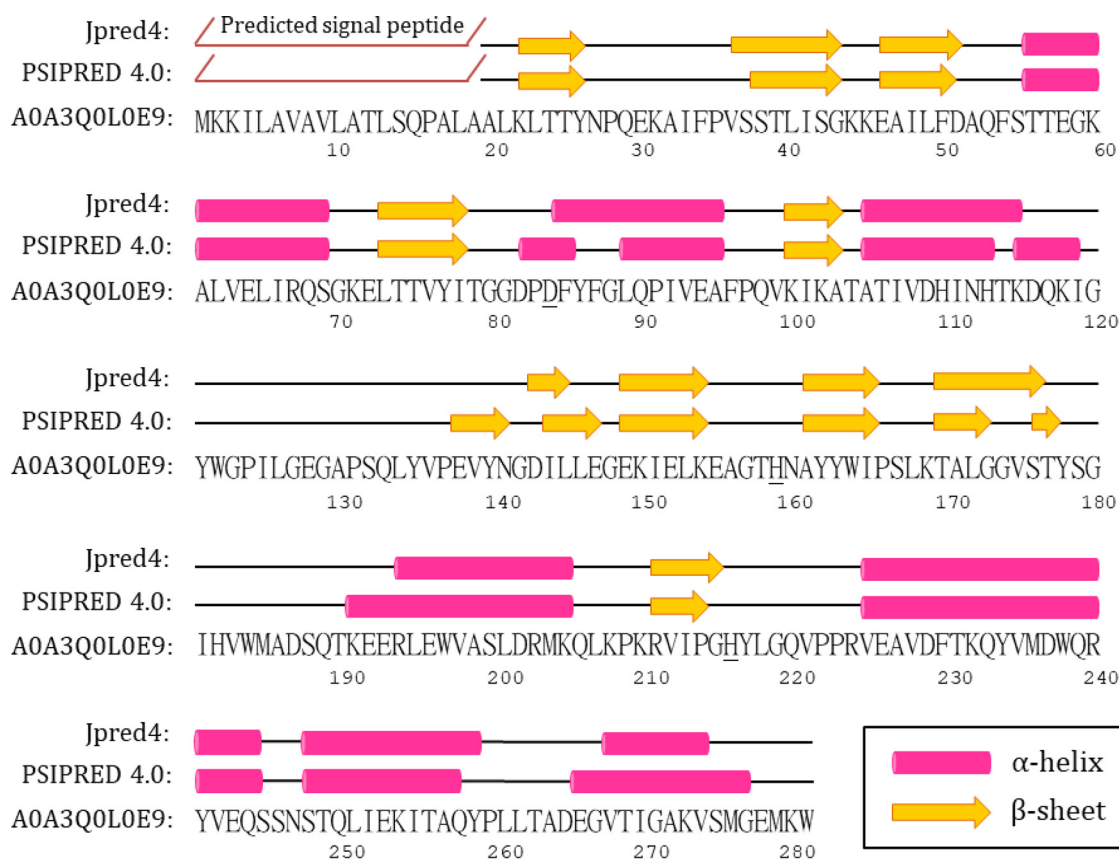 Jpred4: Predicted signal peptide
PSIPRED 4.0:
A0A3Q0L0E9: MKKILAVAVLATLSQPALAALKLTTYNPQEKAIFPVSSTLISGKKEAILFDAQFSTTEGK
10 20 30 40 50 60
Jpred4:
PSIPRED 4.0:
A0A3Q0L0E9: ALVELIRQSGKELTTVYITGGDPDFYFGLQPIVEAFPQVKIKATATIVDHINHTKDQKIG
70 80 90 100 110 120
Jpred4:
PSIPRED 4.0:
A0A3Q0L0E9: YWGPILGEGAPSQLYVPEVYNGDILLEGEKIELKEAGTHNAYYWIPSLKTALGGVSTYSG
130 140 150 160 170 180
Jpred4:
PSIPRED 4.0:
A0A3Q0L0E9: IHVWMADSQTKEERLEWVASLDRMKQLKPKRVIPGHYLGQVPPRVEAVDFTKQYVMDWQR
190 200 210 220 230 240
Jpred4:
PSIPRED 4.0:
A0A3Q0L0E9: YVEQSSNSTQLIEKITAQYPLLTADEGVTIGAKVSMGEMKW
250 260 270 280
α-helix
β-sheet